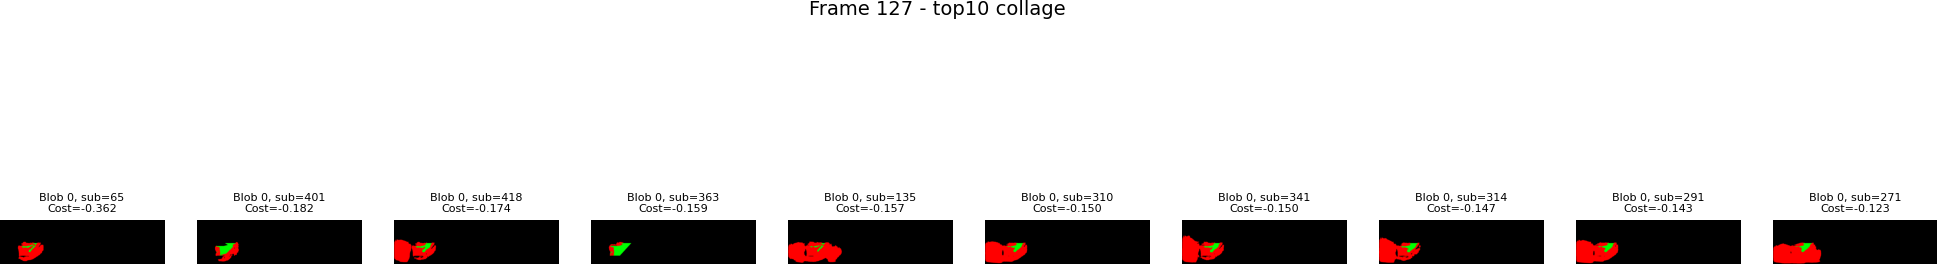 Frame 127 - top10 collage
Blob 0, sub=65
Cost=-0.362
Blob 0, sub=401
Cost=-0.182
Blob 0, sub=418
Cost=-0.174
Blob 0, sub=363
Cost=-0.159
Blob 0, sub=135
Cost=-0.157
Blob 0, sub=310
Cost=-0.150
Blob 0, sub=341
Cost=-0.150
Blob 0, sub=314
Cost=-0.147
Blob 0, sub=291
Cost=-0.143
Blob 0, sub=271
Cost=-0.123